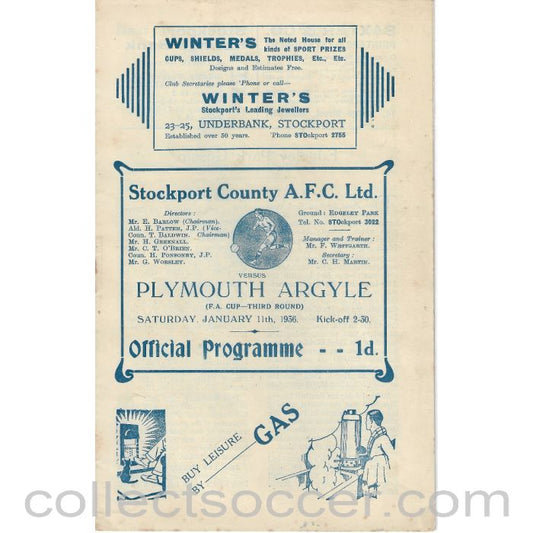 WINTER'S The Noted House for all
kinds of SPORT PRIZES
CUPS, SHIELDS, MEDALS, TROPHIES, Etc., Etc.
Designs and Estimates Free.
Club Secretaries please 'Phone or call—
WINTER'S
Stockport's Leading Jewellers
23-25, UNDERBANK, STOCKPORT
Established over 50 years. 'Phone STOckport 2755
Stockport County A.F.C. Ltd.
Directors :
Mr. E. Barlow (Chairman).
Ald. H. Patten, J.P. (Vice-
Coun. T. Baldwin. Chairman)
Mr. H. Greenall.
Mr. C. T. O'Brien.
Coun. H. Ponsonby, J.P.
Mr. G. Worsley.
Ground : Edgeley Park
Tel. No. STOckport 3022
Manager and Trainer :
Mr. F. Westgarth.
Secretary :
Mr. C. H. Martin.
VERSUS
PLYMOUTH ARGYLE
(F.A. CUP—THIRD ROUND)
Saturday, January 11th, 1936. Kick-off 2-30.
Official Programme -- 1d.
BUY LEISURE
BY GAS
collectsoccer.com